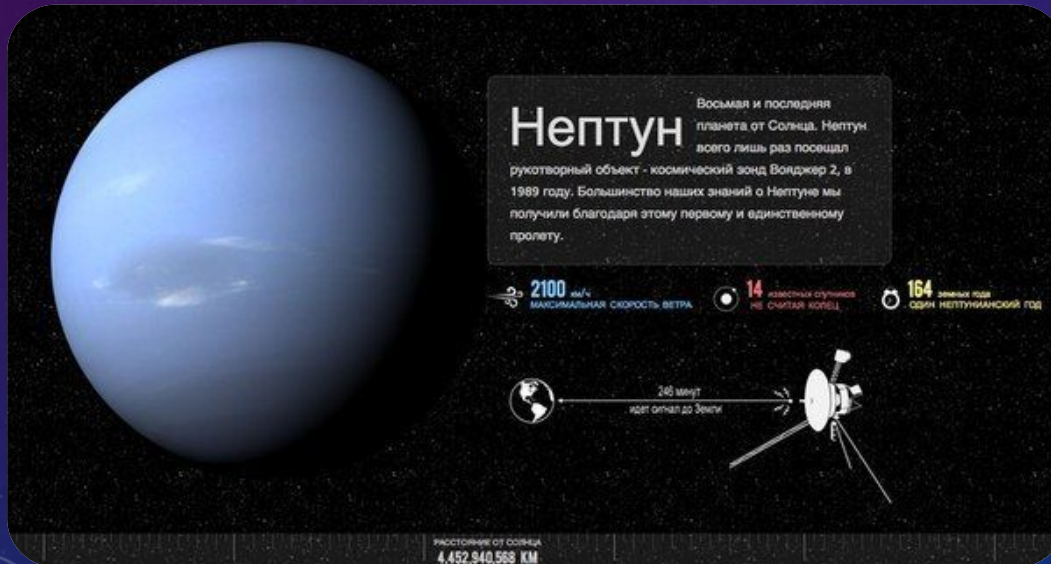 Нептун
Восьмая и последняя
планета от Солнца. Нептун
всего лишь раз посещал
рукотворный объект - космический зонд Вояджер 2, в
1989 году. Большинство наших знаний о Нептуне мы
получили благодаря этому первому и единственному
пролету.
2100 км/ч
МАКСИМАЛЬНАЯ СКОРОСТЬ ВЕТРА
14 известных спутников
НЕ СЧИТАЯ КОЛЕЦ
164 земных года
ОДИН НЕПТУНИАНСКИЙ ГОД
246 минут
идет сигнал до Земли
РАССТОЯНИЕ ОТ СОЛНЦА
4,452,940,568 КМ